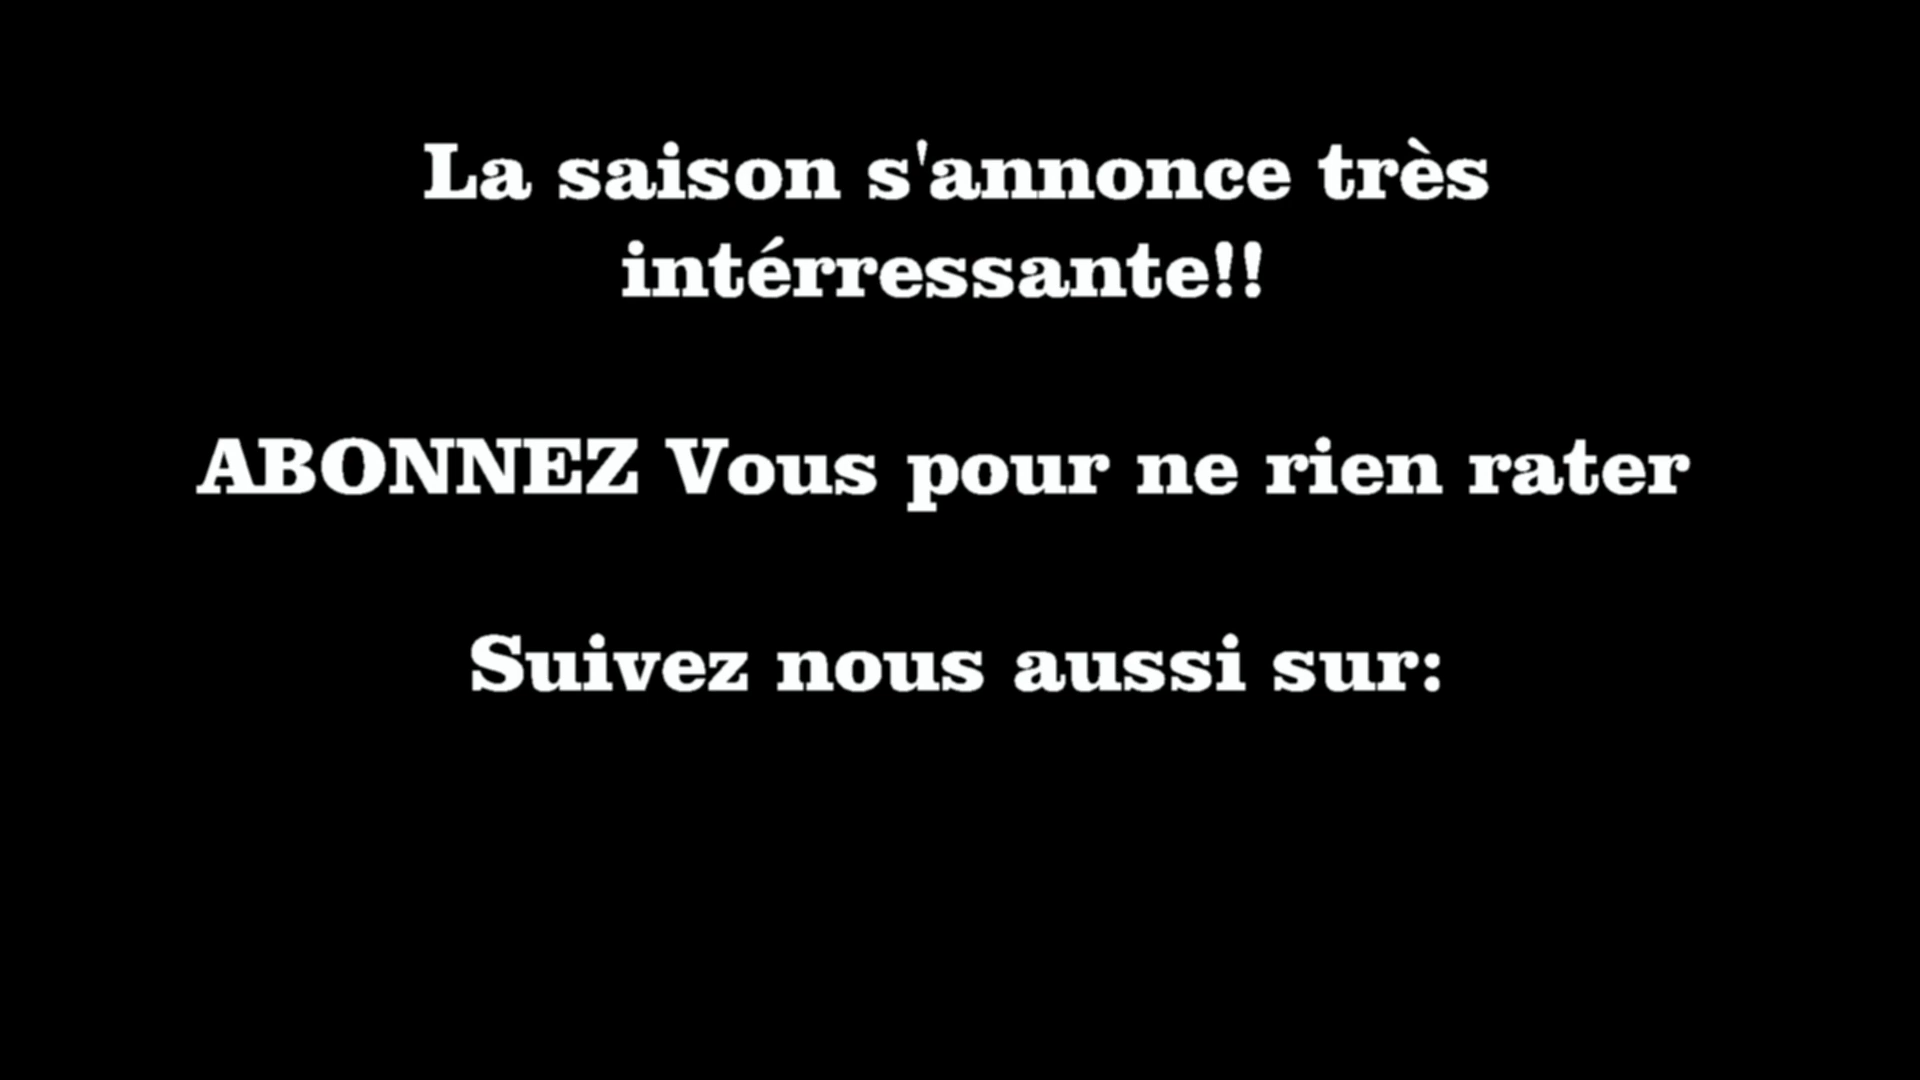 La saison s'annonce très
intérressante!!
ABONNEZ Vous pour ne rien rater
Suivez nous aussi sur: